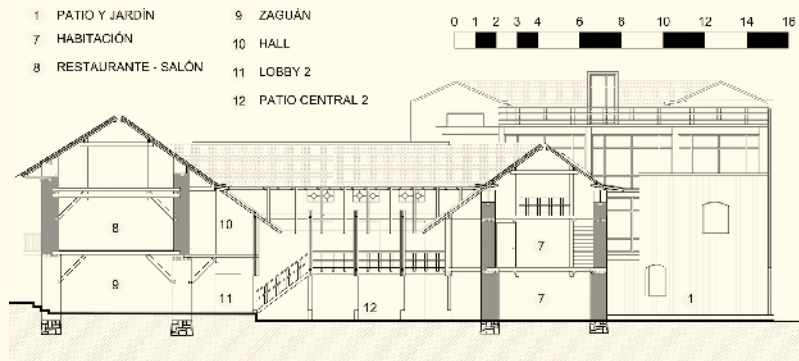 1 PATIO Y JARDÍN
7 HABITACIÓN
8 RESTAURANTE - SALÓN
9 ZAGUÁN
10 HALL
11 LOBBY 2
12 PATIO CENTRAL 2
0 1 2 3 4 6 8 10 12 14 16
8
10
7
9
11
12
7
1